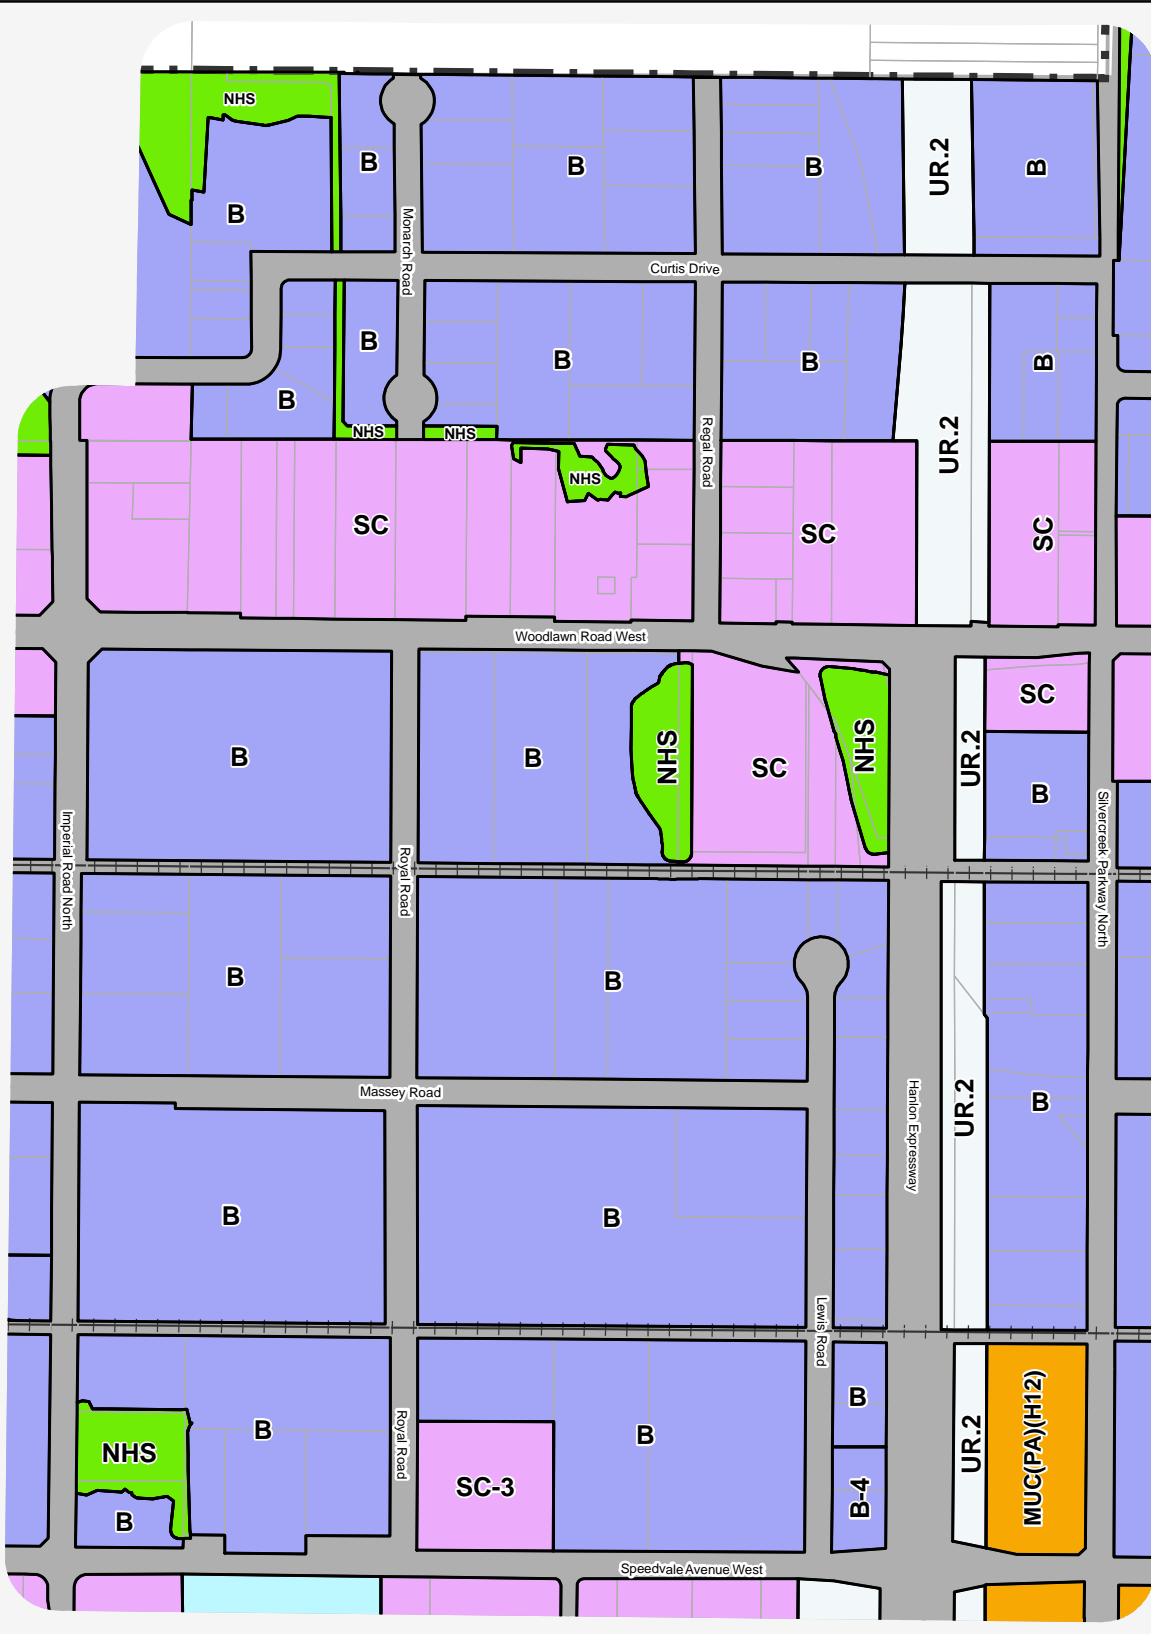 NHS
B
B
B
UR.2
B
B
Monarch Road
Curtis Drive
B
B
B
B
B
NHS
NHS
Regal Road
UR.2
NHS
SC
SC
SC
Woodlawn Road West
SC
B
B
NHS
SC
NHS
UR.2
B
Imperial Road North
Royal Road
Silvercreek Parkway North
B
B
Massey Road
Hanlon Expressway
UR.2
B
B
B
Lewis Road
B
B
B
MUC(PA)(H12)
Royal Road
UR.2
NHS
SC-3
B-4
B
Speedvale Avenue West